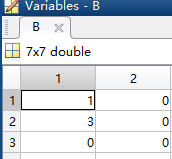 Variables - B
B
7x7 double
1 2
1 1 0
2 3 0
3 0 0